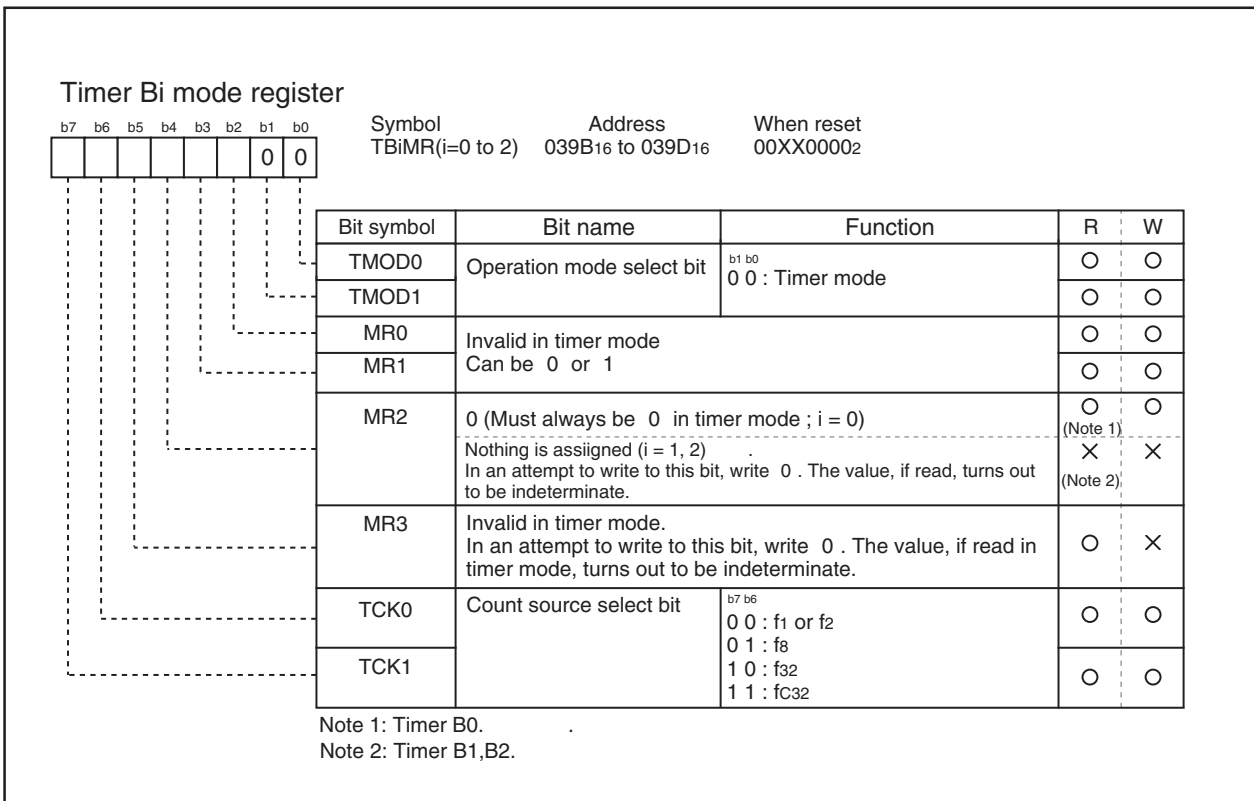 Timer Bi mode register
b7 b6 b5 b4 b3 b2 b1 b0
0 0
Symbol Address When reset
TBiMR(i=0 to 2) 039B16 to 039D16 00XX00002
Bit symbol Bit name Function R W
TMOD0 Operation mode select bit b1 b0
0 0 : Timer mode
TMOD1
MR0 Invalid in timer mode
Can be 0 or 1
MR1
MR2 0 (Must always be 0 in timer mode ; i = 0)
(Note 1)
Nothing is assiigned (i = 1, 2) .
In an attempt to write to this bit, write 0 . The value, if read, turns out
to be indeterminate.
(Note 2)
MR3 Invalid in timer mode.
In an attempt to write to this bit, write 0 . The value, if read in
timer mode, turns out to be indeterminate.
TCK0 Count source select bit b7 b6
0 0 : f1 or f2
0 1 : f8
TCK1 1 0 : f32
1 1 : fC32
Note 1: Timer B0. .
Note 2: Timer B1,B2.